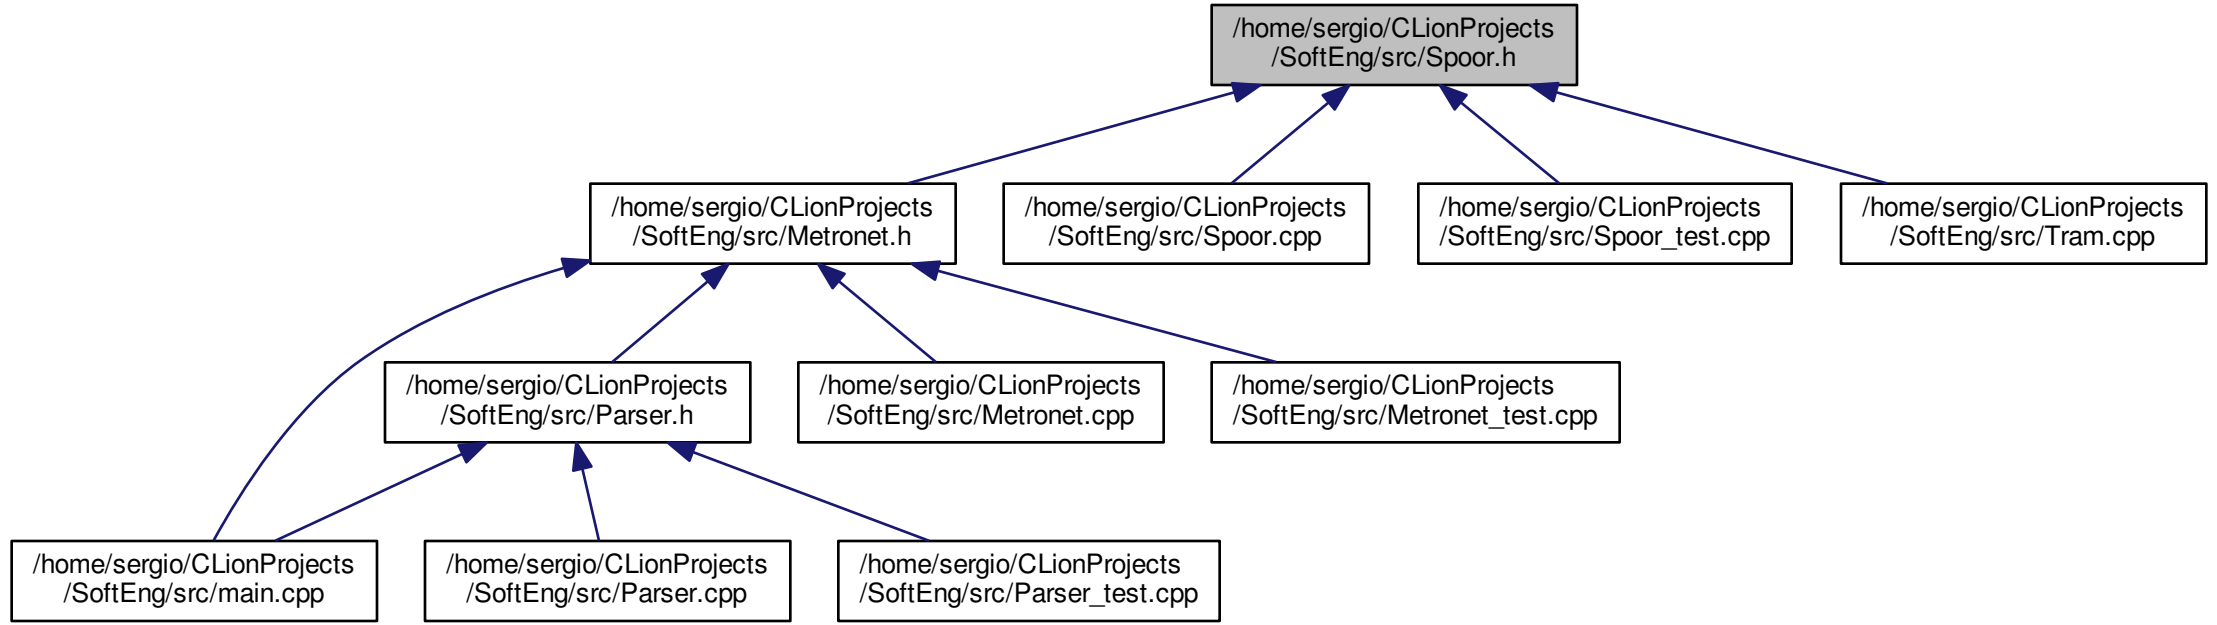 /home/sergio/CLionProjects
/SoftEng/src/Spoor.h
/home/sergio/CLionProjects
/SoftEng/src/Metronet.h
/home/sergio/CLionProjects
/SoftEng/src/Spoor.cpp
/home/sergio/CLionProjects
/SoftEng/src/Spoor_test.cpp
/home/sergio/CLionProjects
/SoftEng/src/Tram.cpp
/home/sergio/CLionProjects
/SoftEng/src/Parser.h
/home/sergio/CLionProjects
/SoftEng/src/Metronet.cpp
/home/sergio/CLionProjects
/SoftEng/src/Metronet_test.cpp
/home/sergio/CLionProjects
/SoftEng/src/main.cpp
/home/sergio/CLionProjects
/SoftEng/src/Parser.cpp
/home/sergio/CLionProjects
/SoftEng/src/Parser_test.cpp